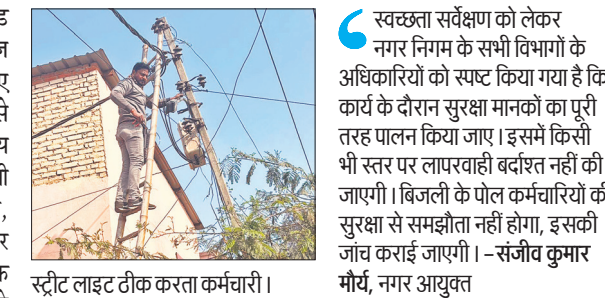 स्ट्रीट लाइट ठीक करता कर्मचारी।
स्वच्छता सर्वेक्षण को लेकर
नगर निगम के सभी विभागों के
अधिकारियों को स्पष्ट किया गया है कि
कार्य के दौरान सुरक्षा मानकों का पूरी
तरह पालन किया जाए। इसमें किसी
भी स्तर पर लापरवाही बर्दाश्त नहीं की
जाएगी। बिजली के पोल कर्मचारियों की
सुरक्षा से समझौता नहीं होगा, इसकी
जांच कराई जाएगी। -संजीव कुमार
मौर्य, नगर आयुक्त